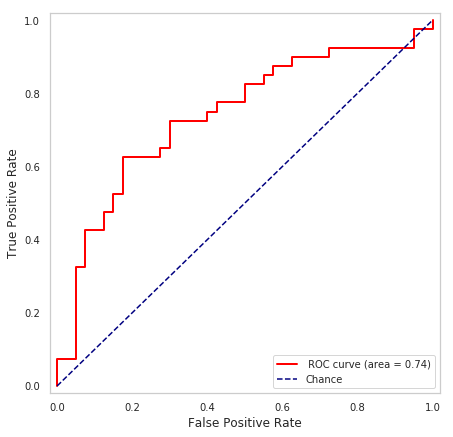 1.0
0.8
0.6
0.4
0.2
0.0
True Positive Rate
ROC curve (area = 0.74)
Chance
0.0 0.2 0.4 0.6 0.8 1.0
False Positive Rate